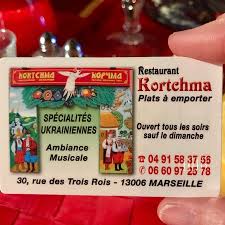 KORTCHMA КОРЧМА
SPÉCIALITÉS
UKRAINIENNES
Ambiance
Musicale
Restaurant
Kortchma
Plats à emporter
Ouvert tous les soirs
sauf le dimanche
☎ 04 91 58 37 58
✆ 06 60 97 25 78
30, rue des Trois Rois - 13006 MARSEILLE